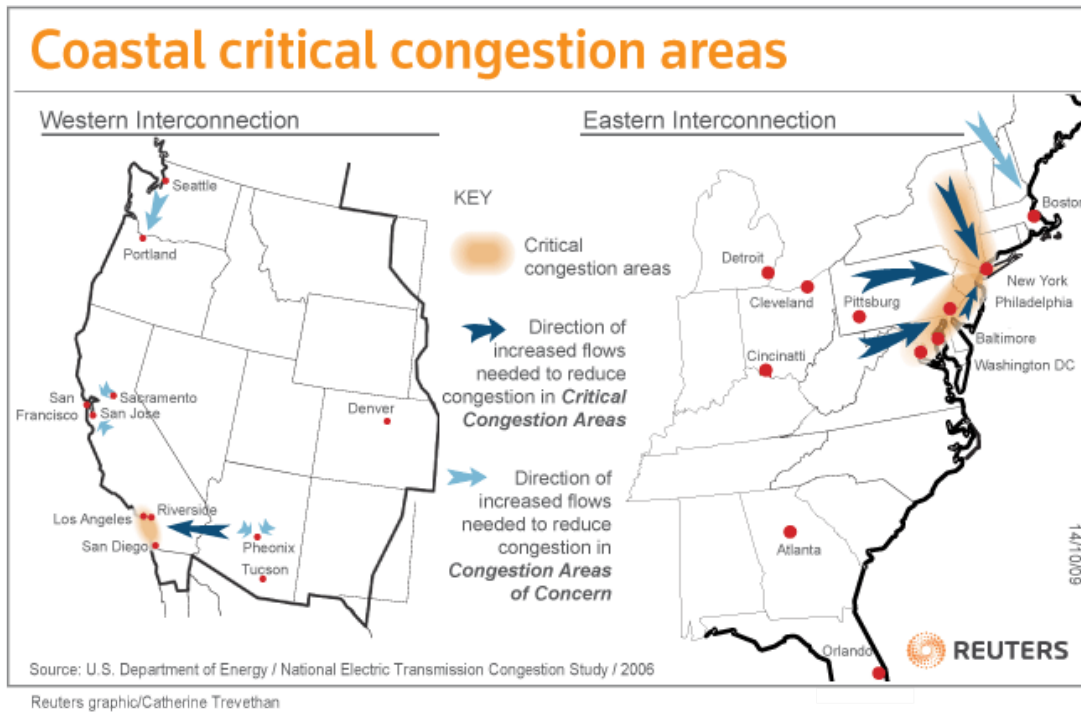 Coastal critical congestion areas
Western Interconnection
Seattle
Portland
San
Francisco
Sacramento
San Jose
Denver
Los Angeles
Riverside
San Diego
Pheonix
Tucson
KEY
Critical
congestion areas
Direction of
increased flows
needed to reduce
congestion in Critical
Congestion Areas
Direction of
increased flows
needed to reduce
congestion in
Congestion Areas
of Concern
Eastern Interconnection
Boston
Detroit
Cleveland
Pittsburg
New York
Philadelphia
Baltimore
Washington DC
Cincinatti
Atlanta
Orlando
14/10/09
REUTERS
Source: U.S. Department of Energy / National Electric Transmission Congestion Study / 2006
Reuters graphic/Catherine Trevethan